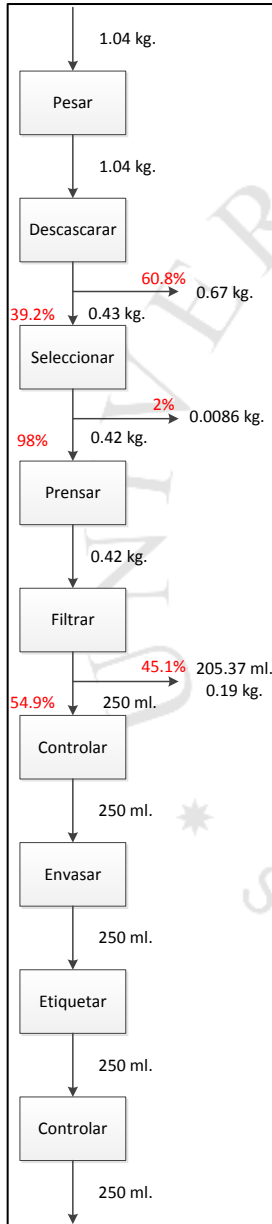 1.04 kg.
Pesar
1.04 kg.
Descascarar
60.8%
0.67 kg.
39.2%
0.43 kg.
Seleccionar
2%
0.0086 kg.
98%
0.42 kg.
Prensar
0.42 kg.
Filtrar
45.1%
205.37 ml.
0.19 kg.
54.9%
250 ml.
Controlar
250 ml.
Envasar
250 ml.
Etiquetar
250 ml.
Controlar
250 ml.
UNIVER
S